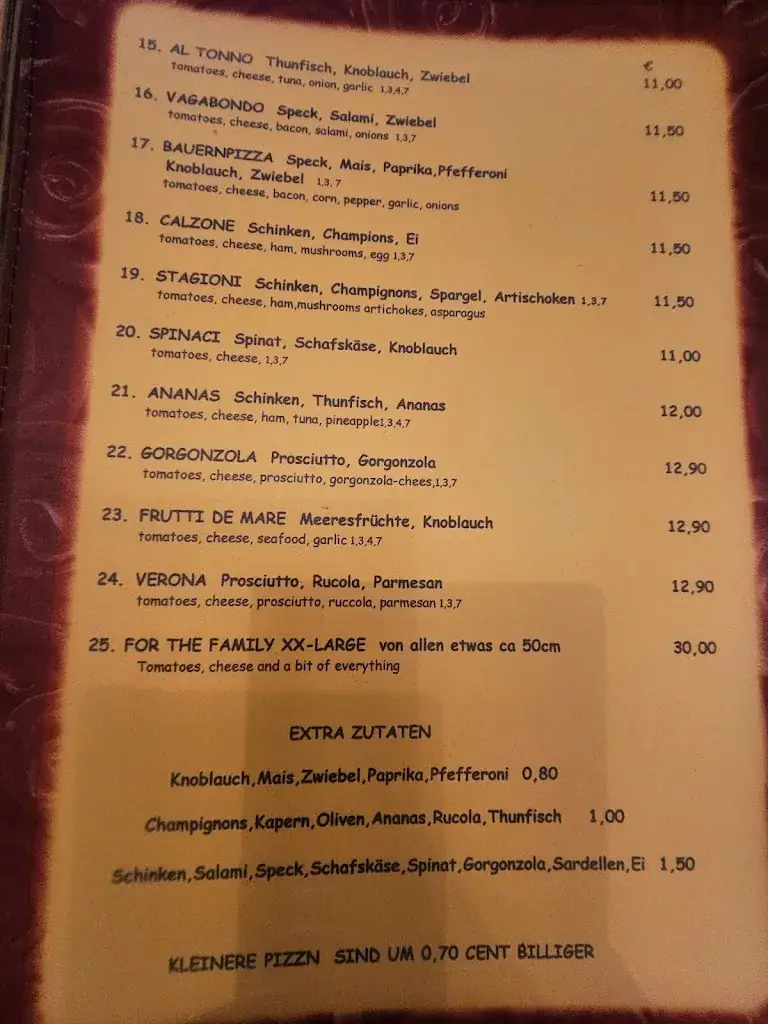 €
15. AL TONNO Thunfisch, Knoblauch, Zwiebel 11,00
tomatoes, cheese, tuna, onion, garlic 1,3,4,7
16. VAGABONDO Speck, Salami, Zwiebel 11,50
tomatoes, cheese, bacon, salami, onions 1,3,7
17. BAUERNPIZZA Speck, Mais, Paprika,Pfefferoni
Knoblauch, Zwiebel 1,3, 7
tomatoes, cheese, bacon, corn, pepper, garlic, onions 11,50
18. CALZONE Schinken, Champions, Ei
tomatoes, cheese, ham, mushrooms, egg 1,3,7 11,50
19. STAGIONI Schinken, Champignons, Spargel, Artischoken 1,3,7 11,50
tomatoes, cheese, ham,mushrooms artichokes, asparagus
20. SPINACI Spinat, Schafskäse, Knoblauch 11,00
tomatoes, cheese, 1,3,7
21. ANANAS Schinken, Thunfisch, Ananas 12,00
tomatoes, cheese, ham, tuna, pineapple1,3,4,7
22. GORGONZOLA Prosciutto, Gorgonzola 12,90
tomatoes, cheese, prosciutto, gorgonzola-chees,1,3,7
23. FRUTTI DE MARE Meeresfrüchte, Knoblauch 12,90
tomatoes, cheese, seafood, garlic 1,3,4,7
24. VERONA Prosciutto, Rucola, Parmesan 12,90
tomatoes, cheese, prosciutto, ruccola, parmesan 1,3,7
25. FOR THE FAMILY XX-LARGE von allen etwas ca 50cm 30,00
Tomatoes, cheese and a bit of everything
EXTRA ZUTATEN
Knoblauch,Mais,Zwiebel,Paprika,Pfefferoni 0,80
Champignons,Kapern,Oliven,Ananas,Rucola,Thunfisch 1,00
Schinken,Salami,Speck,Schafskäse,Spinat,Gorgonzola,Sardellen,Ei 1,50
KLEINERE PIZZN SIND UM 0,70 CENT BILLIGER